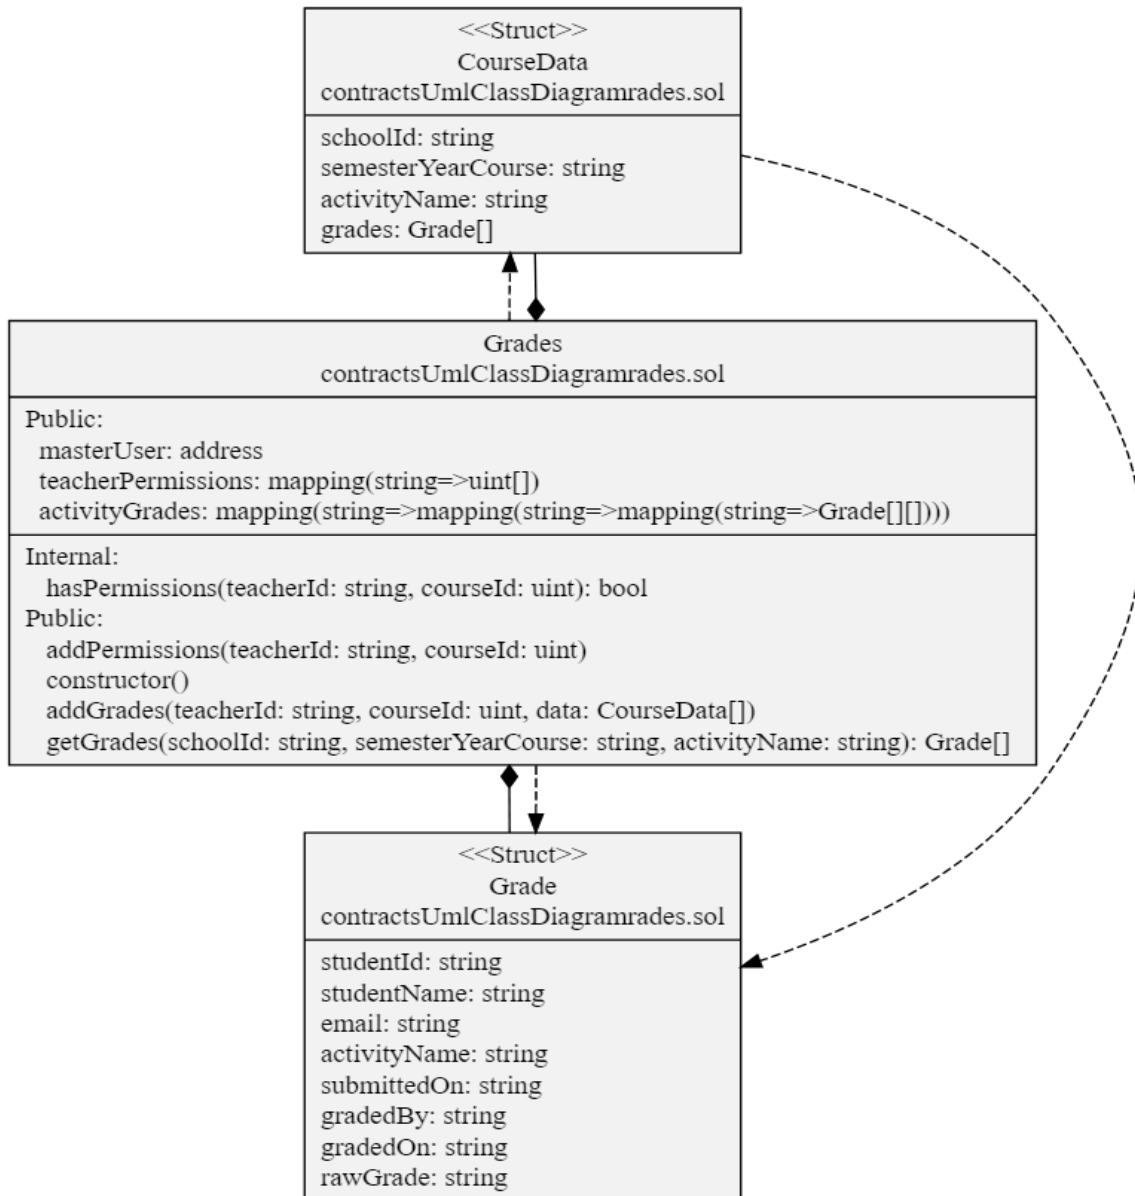 <<Struct>>
CourseData
contractsUmlClassDiagramrades.sol
schoolId: string
semesterYearCourse: string
activityName: string
grades: Grade[]
Grades
contractsUmlClassDiagramrades.sol
Public:
masterUser: address
teacherPermissions: mapping(string=>uint[])
activityGrades: mapping(string=>mapping(string=>mapping(string=>Grade[][])))
Internal:
hasPermissions(teacherId: string, courseId: uint): bool
Public:
addPermissions(teacherId: string, courseId: uint)
constructor()
addGrades(teacherId: string, courseId: uint, data: CourseData[])
getGrades(schoolId: string, semesterYearCourse: string, activityName: string): Grade[]
<<Struct>>
Grade
contractsUmlClassDiagramrades.sol
studentId: string
studentName: string
email: string
activityName: string
submittedOn: string
gradedBy: string
gradedOn: string
rawGrade: string